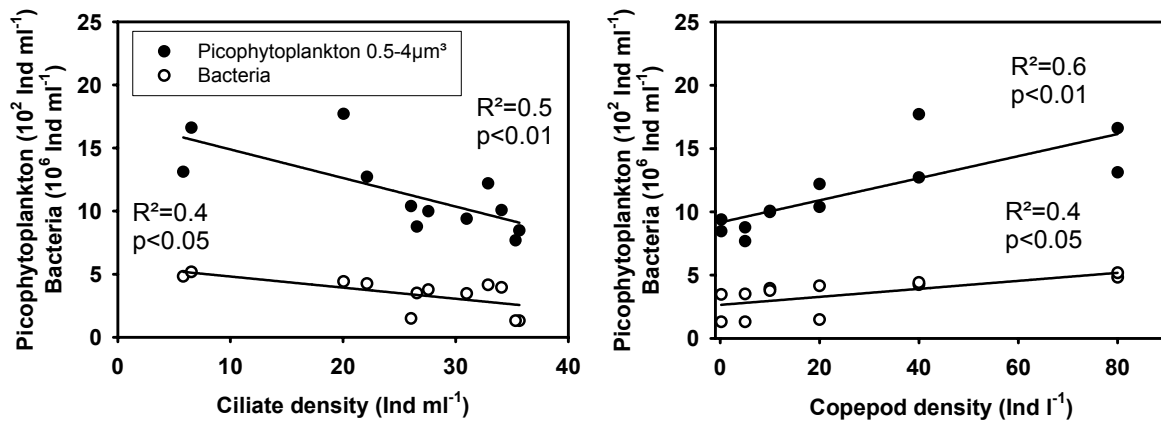 Picophytoplankton (10² Ind ml⁻¹)
Bacteria (10⁶ Ind ml⁻¹)
25
20
15
10
5
0
Picophytoplankton 0.5-4µm³
Bacteria
R²=0.5
p<0.01
R²=0.4
p<0.05
0 10 20 30 40
Ciliate density (Ind ml⁻¹)
Picophytoplankton (10² Ind ml⁻¹)
Bacteria (10⁶ Ind ml⁻¹)
25
20
15
10
5
0
R²=0.6
p<0.01
R²=0.4
p<0.05
0 20 40 60 80
Copepod density (Ind l⁻¹)